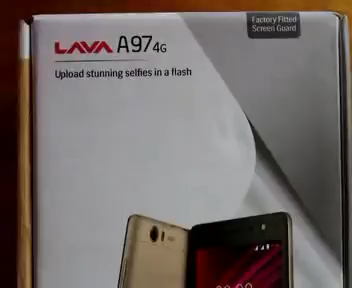 Factory Fitted
Screen Guard
LAVA A97 4G
Upload stunning selfies in a flash